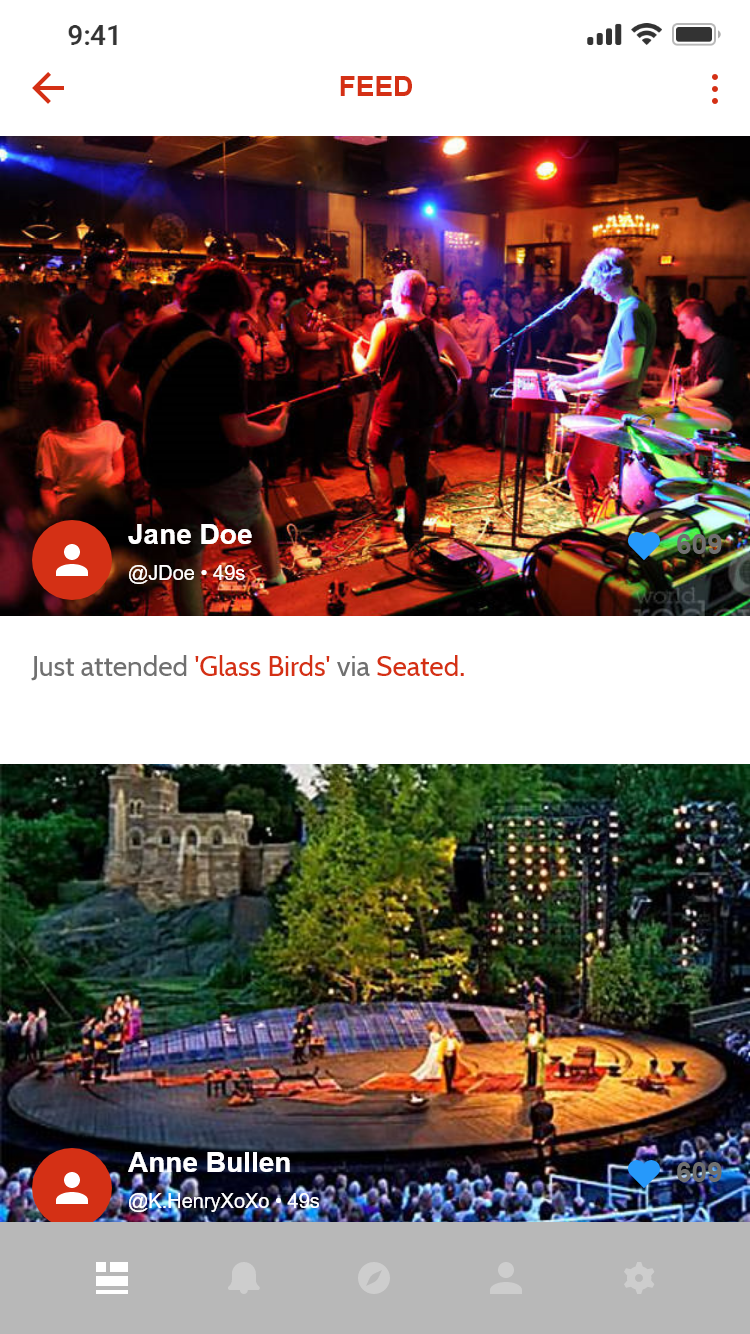 9:41
FEED
Jane Doe
@JDoe • 49s
609
world
Just attended 'Glass Birds' via Seated.
Anne Bullen
@K.HenryXoXo • 49s
609